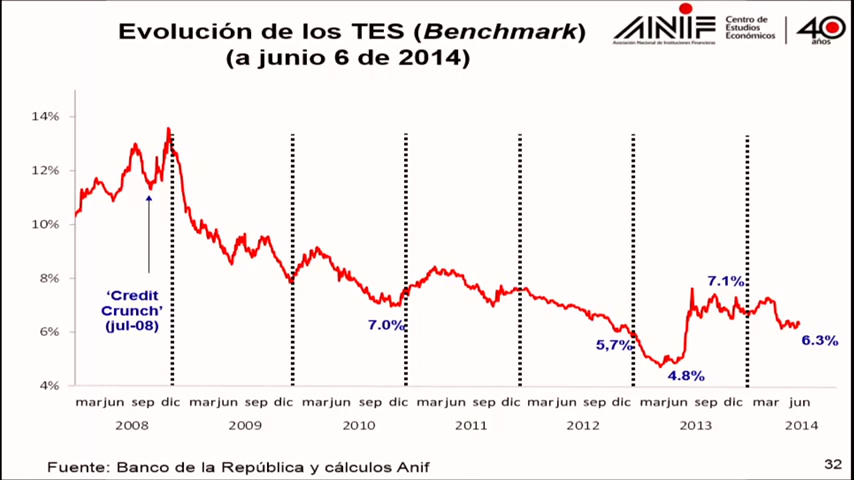 Evolución de los TES (Benchmark)
(a junio 6 de 2014)
ANIF
Asociación Nacional de Instituciones Financieras
Centro de
Estudios
Económicos
40
años
14%
12%
10%
8%
6%
4%
'Credit
Crunch'
(jul-08)
7.0%
5,7%
4.8%
7.1%
6.3%
mar jun sep dic mar jun sep dic mar jun sep dic mar jun sep dic mar jun sep dic mar jun sep dic mar jun
2008 2009 2010 2011 2012 2013 2014
Fuente: Banco de la República y cálculos Anif
32